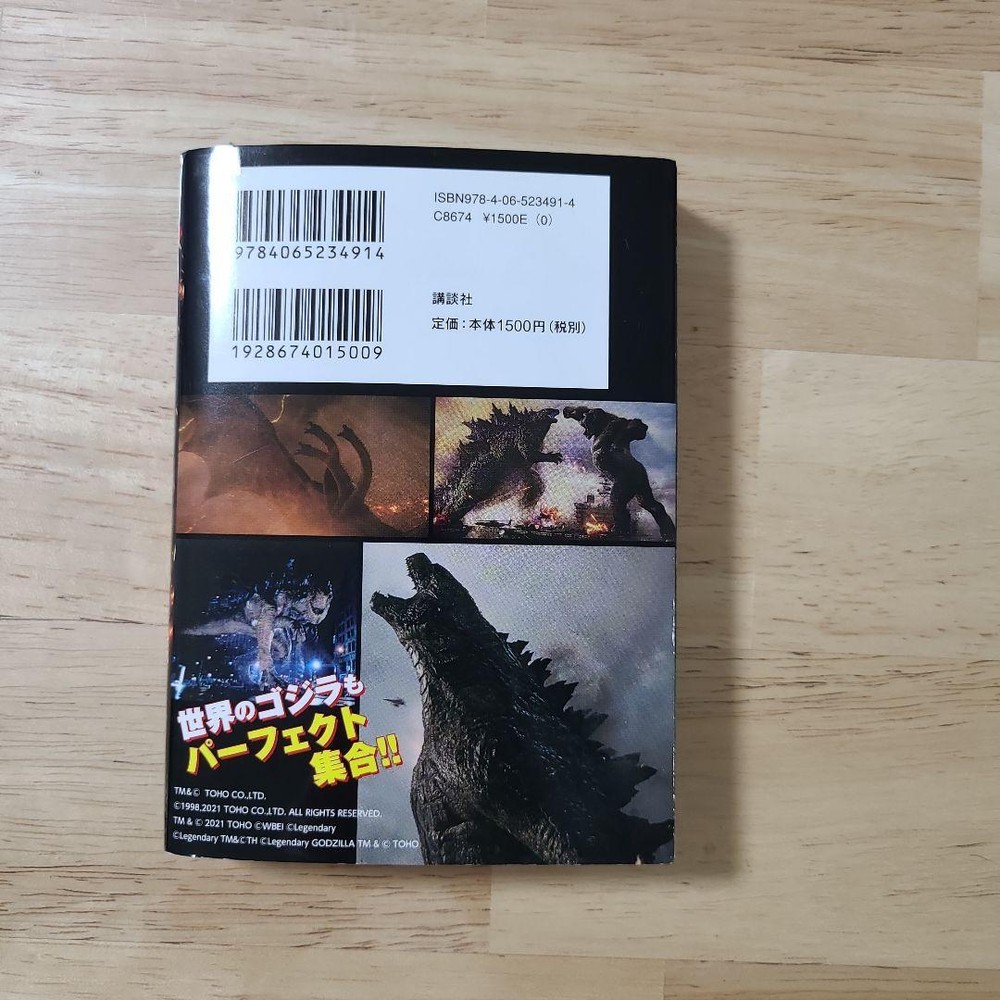 ISBN978-4-06-523491-4
C8674 ¥1500E (0)
9784065234914
講談社
定価：本体1500円（税別）
1928674015009
世界のゴジラも
パーフェクト
集合!!
TM&© TOHO CO.,LTD.
©1998,2021 TOHO CO.,LTD. ALL RIGHTS RESERVED.
TM & © 2021 TOHO ©WBEI ©Legendary
©Legendary TM&©TH ©Legendary GODZILLA TM & © TOHO